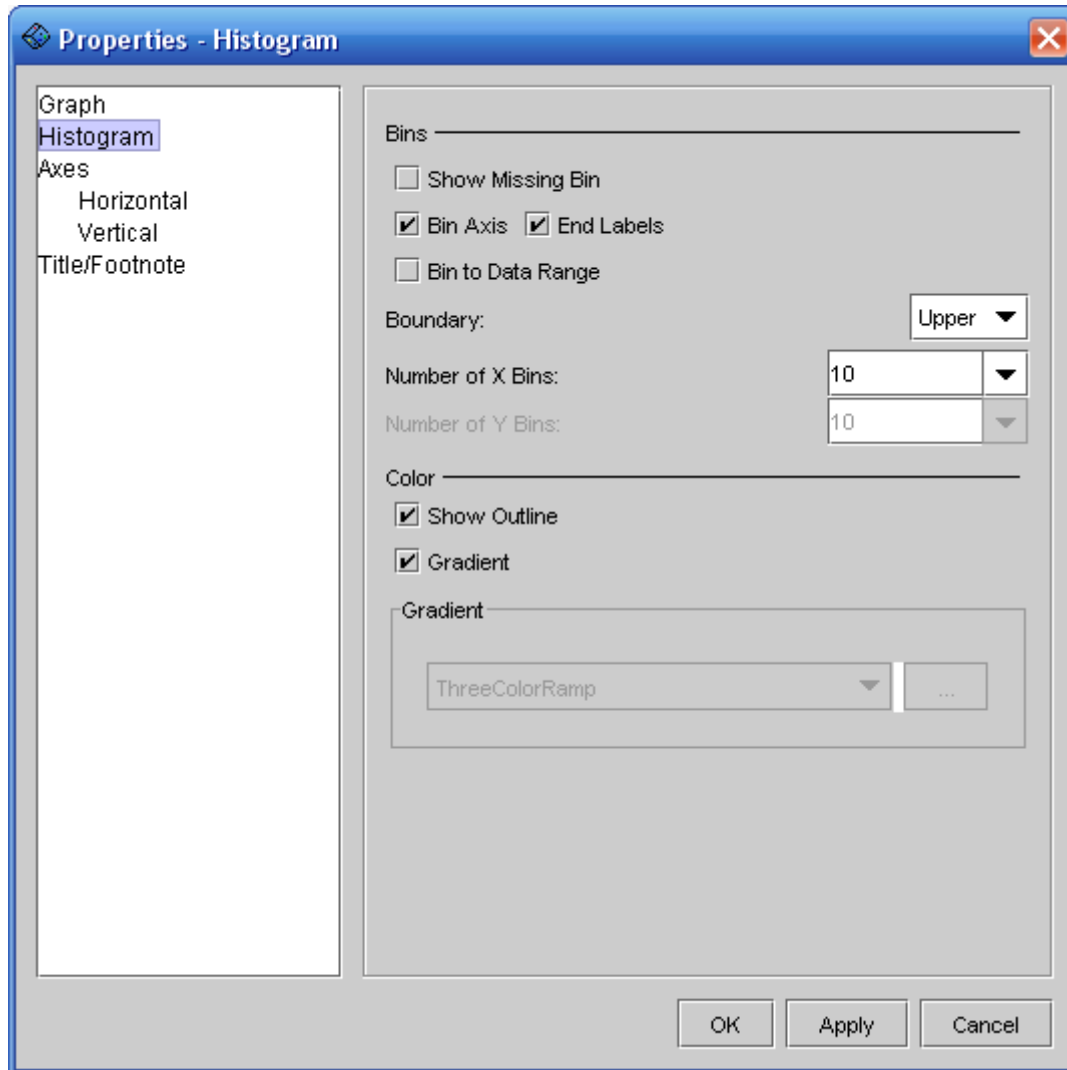 Properties - Histogram
Graph
Histogram
Axes
Horizontal
Vertical
Title/Footnote
Bins
Show Missing Bin
Bin Axis End Labels
Bin to Data Range
Boundary: Upper
Number of X Bins: 10
Number of Y Bins: 10
Color
Show Outline
Gradient
Gradient
ThreeColorRamp ...
OK Apply Cancel